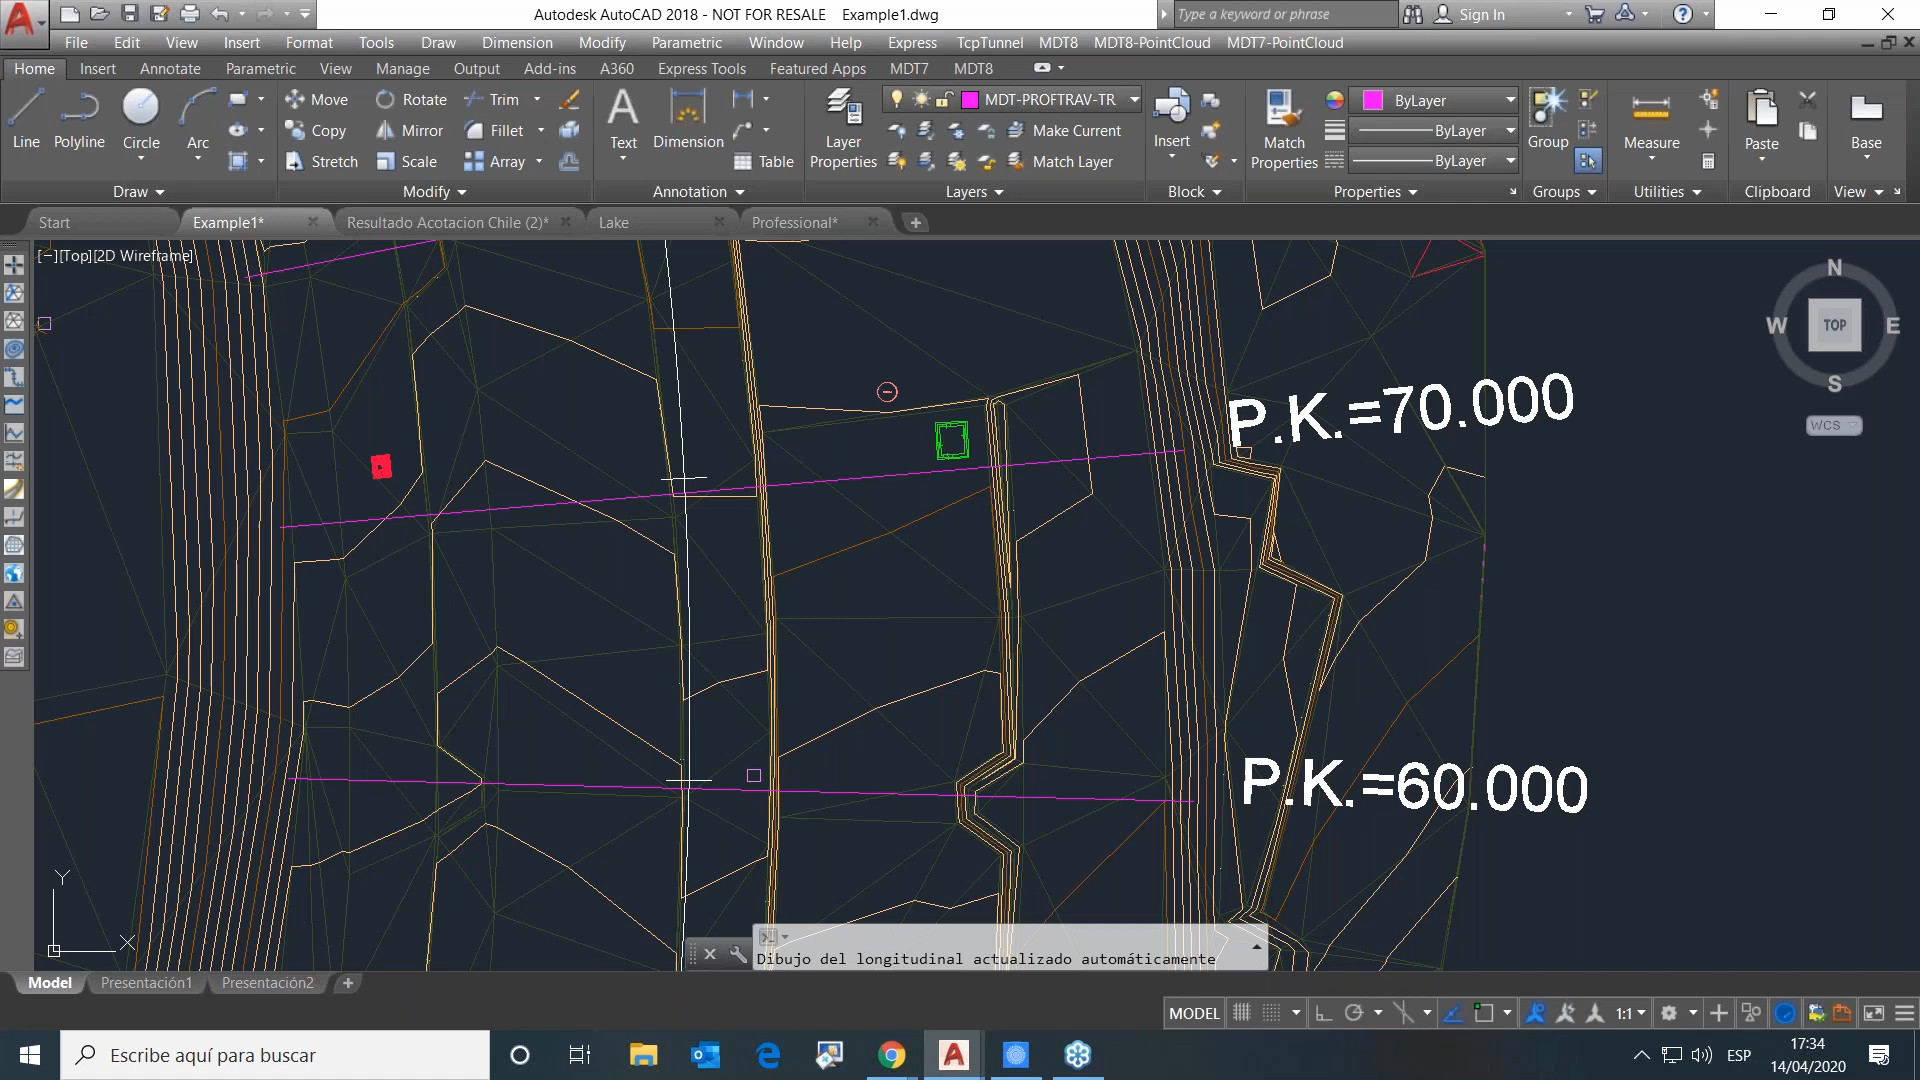 Autodesk AutoCAD 2018 - NOT FOR RESALE Example1.dwg
Type a keyword or phrase
Sign In
File Edit View Insert Format Tools Draw Dimension Modify Parametric Window Help Express TcpTunnel MDT8 MDT8-PointCloud MDT7-PointCloud
Home Insert Annotate Parametric View Manage Output Add-ins A360 Express Tools Featured Apps MDT7 MDT8
Line
Polyline
Circle
Arc
Draw
Move
Rotate
Trim
Copy
Mirror
Fillet
Stretch
Scale
Array
Modify
Text
Dimension
Table
Annotation
Layer
Properties
MDT-PROFTRAV-TR
Make Current
Match Layer
Layers
Insert
Block
Match
Properties
ByLayer
ByLayer
ByLayer
Properties
Group
Groups
Measure
Utilities
Paste
Clipboard
Base
View
Start
Example1*
Resultado Acotacion Chile (2)*
Lake
Professional*
[−][Top][2D Wireframe]
N
W TOP E
S
WCS
P.K.=70.000
P.K.=60.000
Y
X
Dibujo del longitudinal actualizado automáticamente
Model Presentación1 Presentación2
MODEL
1:1
Escribe aquí para buscar
ESP
17:34
14/04/2020